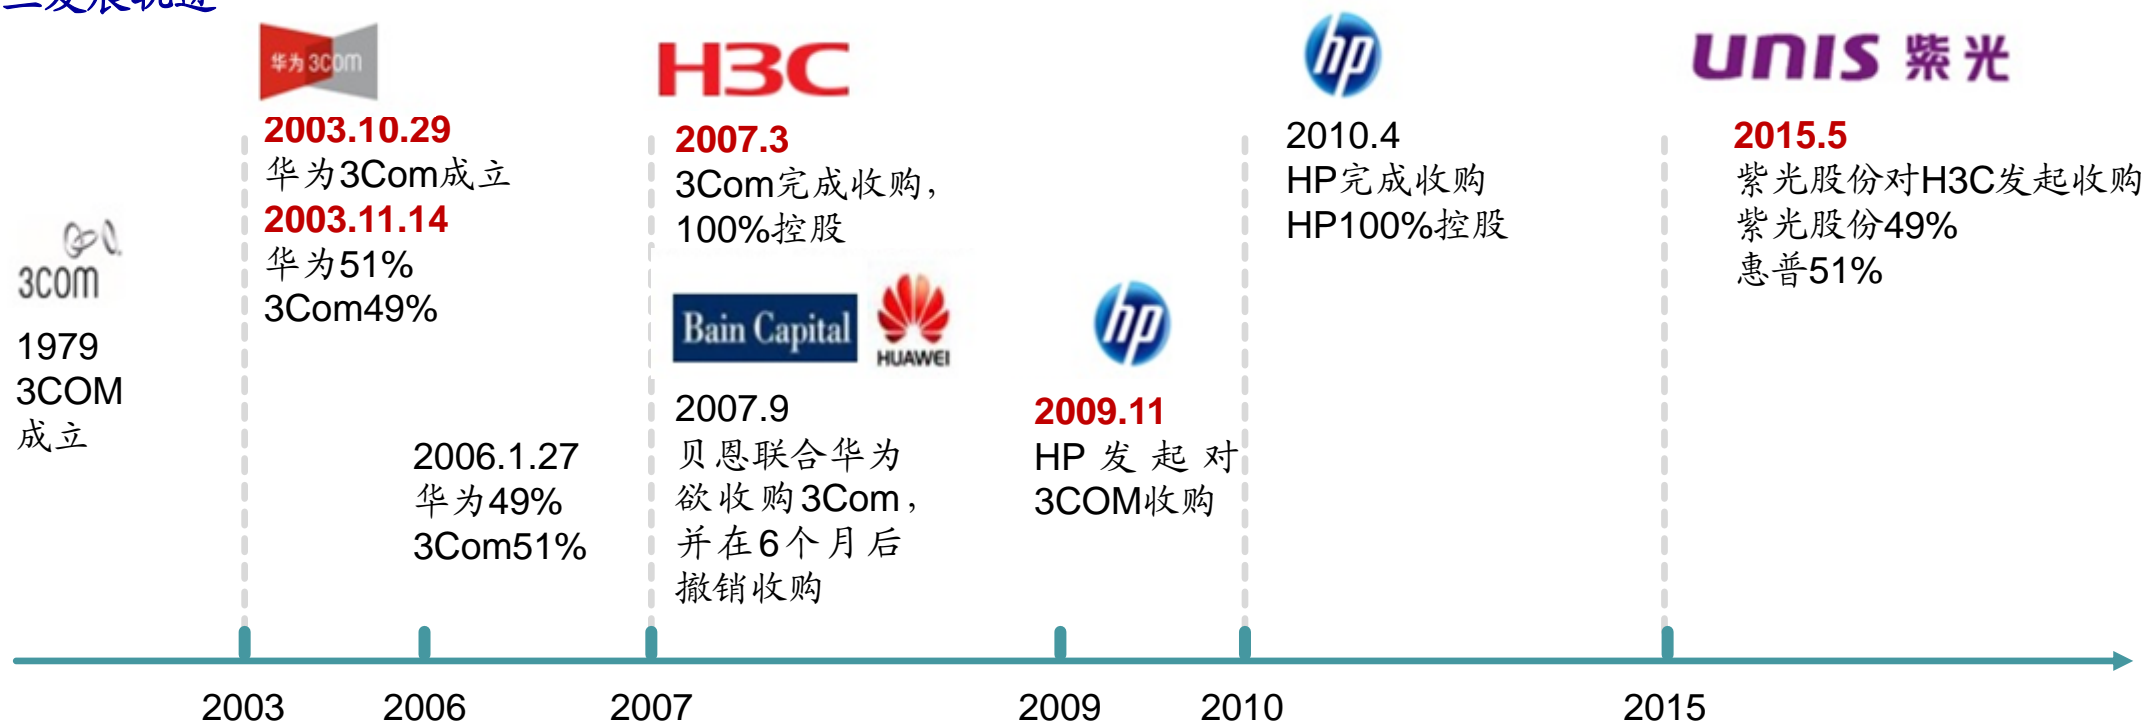 三发展轨迹
华为3com
2003.10.29
华为3Com成立
2003.11.14
华为51%
3Com49%
3com
1979
3COM
成立
2006.1.27
华为49%
3Com51%
H3C
2007.3
3Com完成收购，
100%控股
Bain Capital
HUAWEI
2007.9
贝恩联合华为
欲收购3Com，
并在6个月后
撤销收购
hp
2009.11
HP 发 起 对
3COM收购
hp
2010.4
HP完成收购
HP100%控股
UNIS 紫光
2015.5
紫光股份对H3C发起收购
紫光股份49%
惠普51%
2003
2006
2007
2009
2010
2015